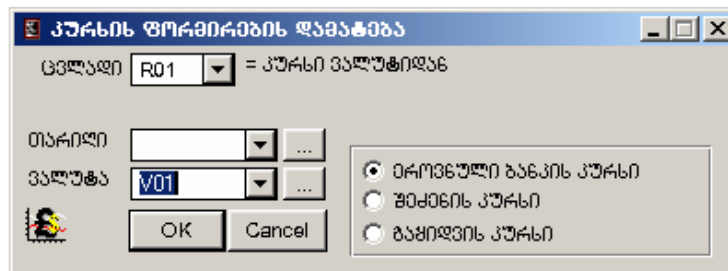 კურსის ფორმირების დამატება
ცვლადი R01 = კურსი ვალუტიდან
თარიღი ...
ვალუტა V01 ...
ეროვნული ბანკის კურსი
შეძენის კურსი
გაყიდვის კურსი
OK Cancel